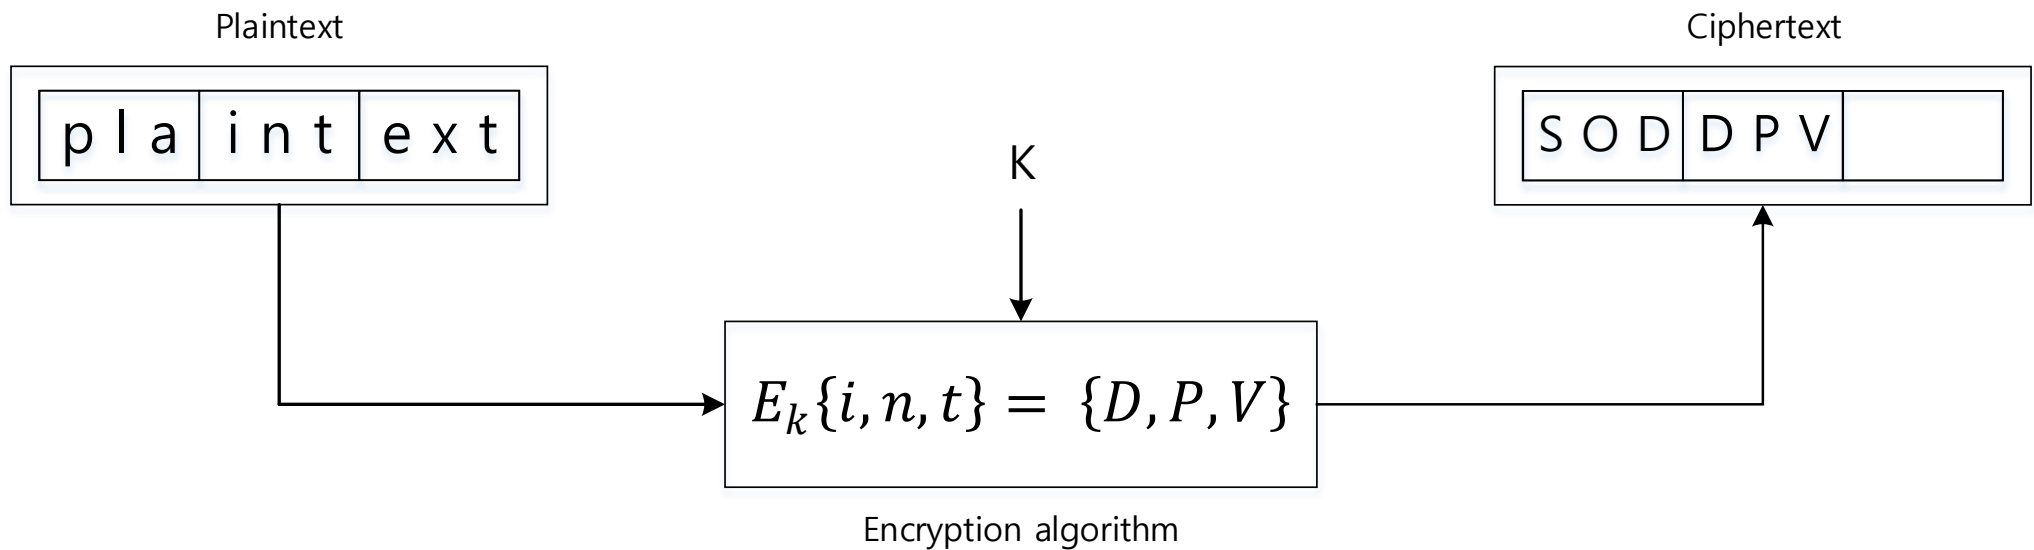 Plaintext
p l a i n t e x t
K
E_k{i, n, t} = {D, P, V}
Encryption algorithm
Ciphertext
S O D D P V